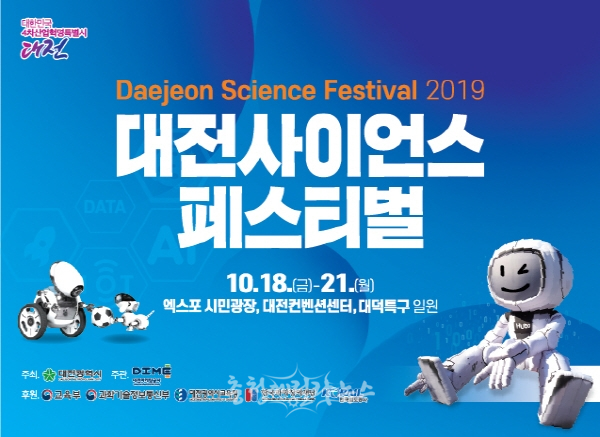 대한민국
4차산업혁명특별시
대전
Daejeon Science Festival 2019
대전사이언스
페스티벌
DATA
AI
IOT
10.18.(금)-21.(월)
엑스포 시민광장, 대전컨벤션센터, 대덕특구 일원
주최. 대전광역시 주관. DIME
후원. 교육부 과학기술정보통신부
Hubo